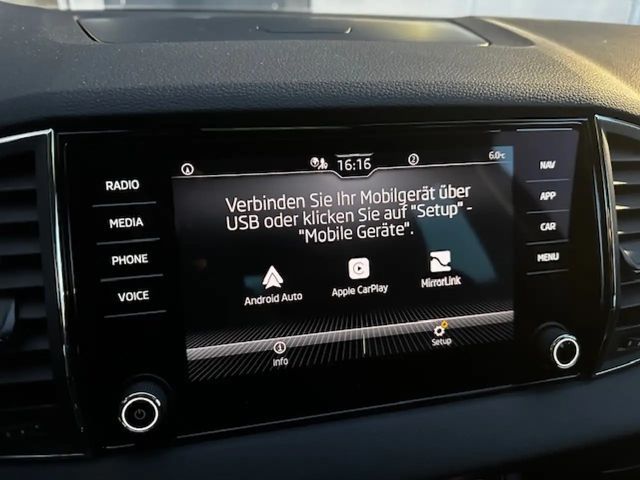 16:16
2
6.0°C
RADIO
MEDIA
PHONE
VOICE
NAV
APP
CAR
MENU
Verbinden Sie Ihr Mobilgerät über
USB oder klicken Sie auf "Setup" -
"Mobile Geräte".
Android Auto
Apple CarPlay
MirrorLink
Info
Setup